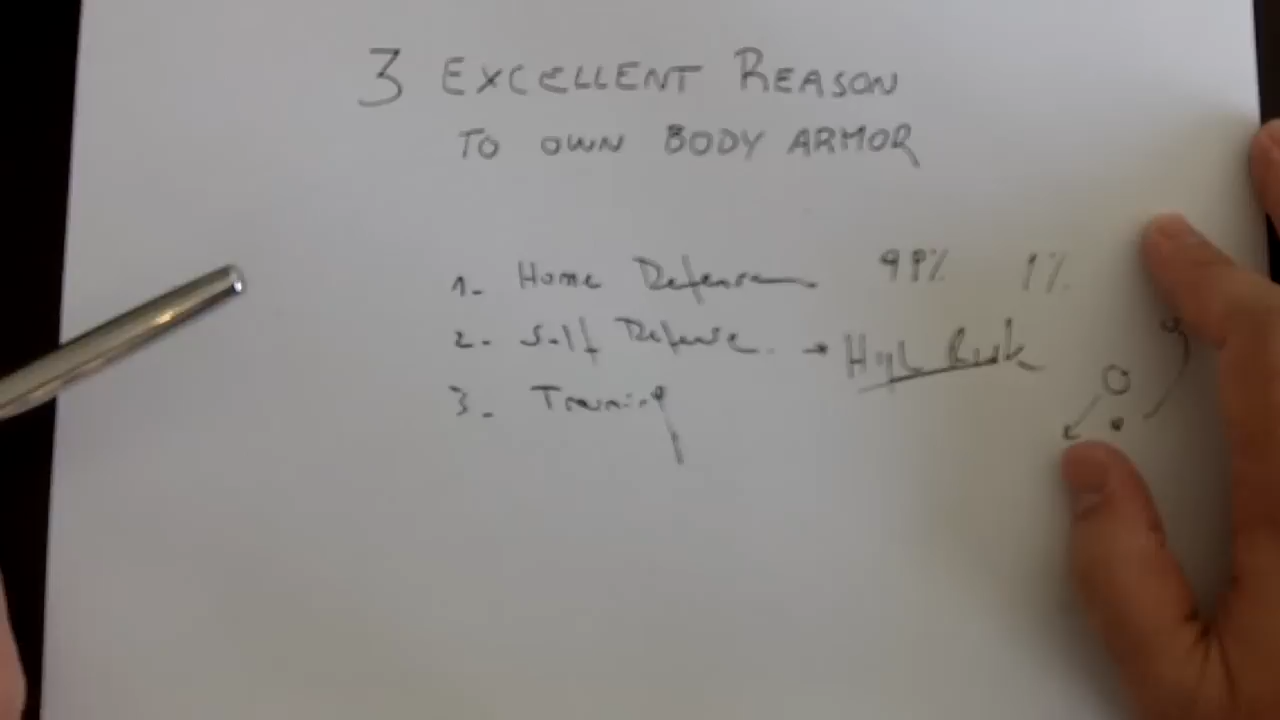 3 EXCELLENT REASON
TO OWN BODY ARMOR
1- Home Defense 99% 1%
2- Self Defense. → High Risk
3- Training